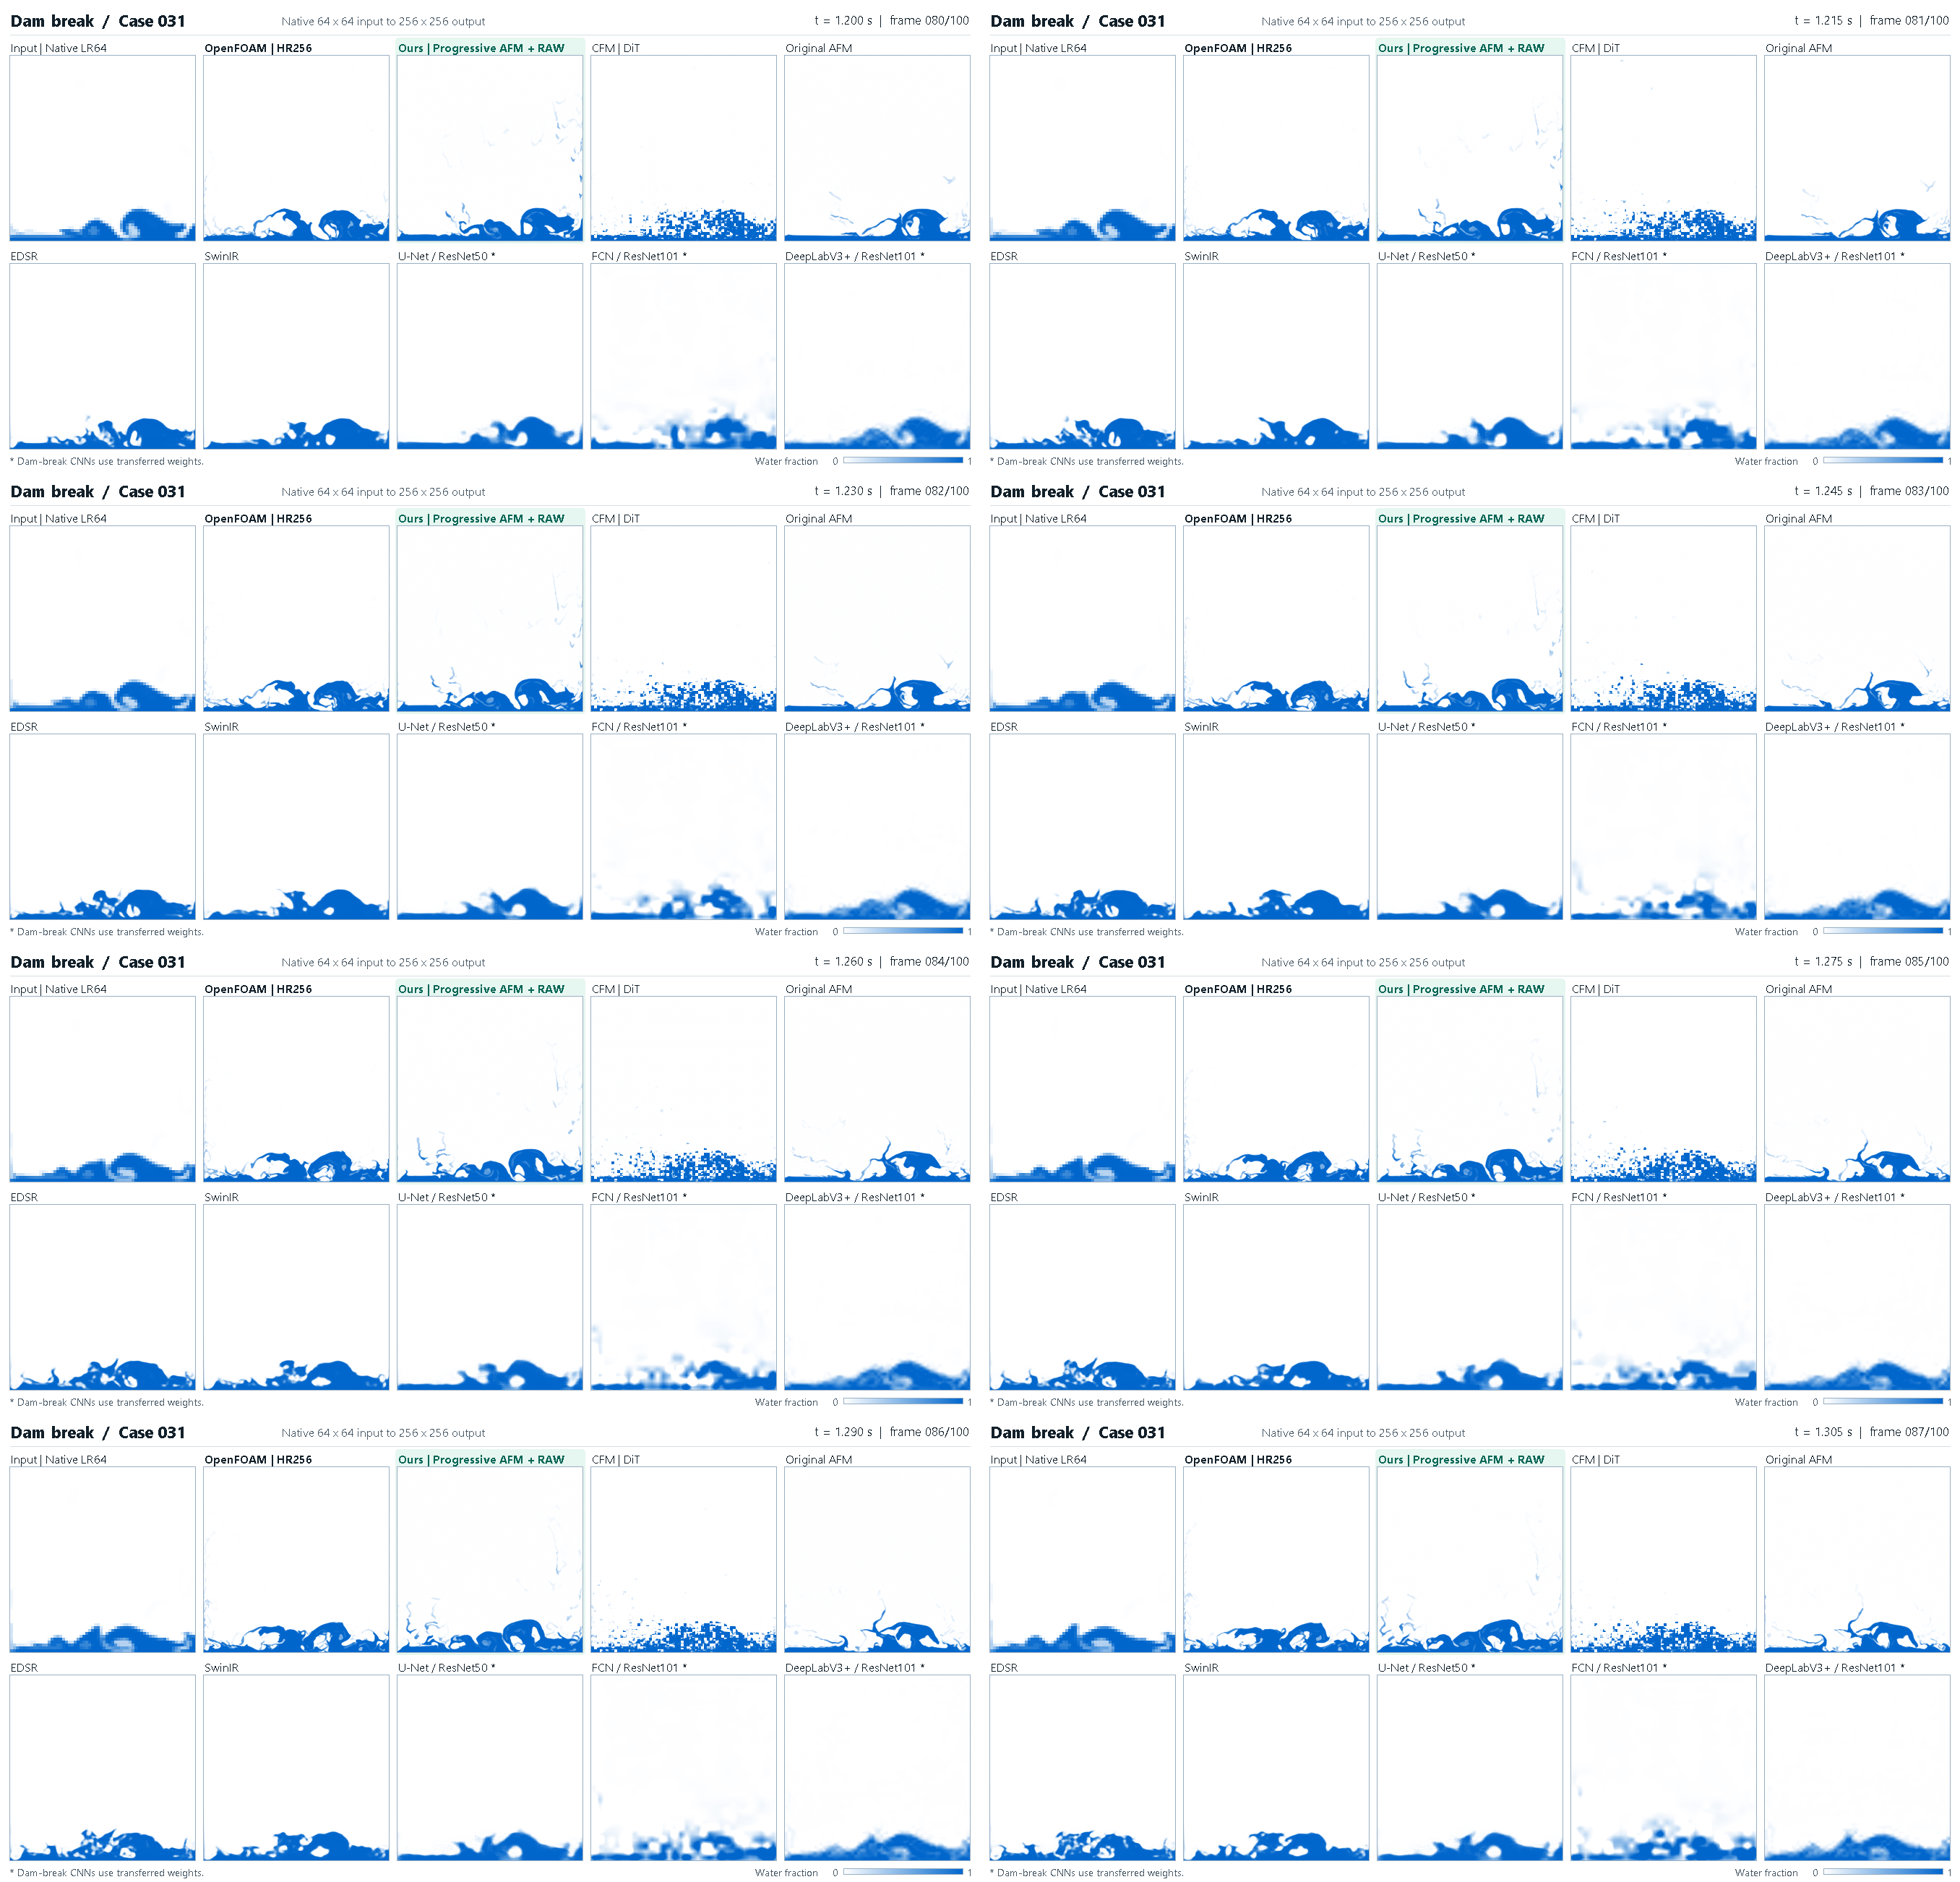 Dam break / Case 031 Native 64 x 64 input to 256 x 256 output t = 1.200 s | frame 080/100
Input | Native LR64 OpenFOAM | HR256 Ours | Progressive AFM + RAW CFM | DiT Original AFM
EDSR SwinIR U-Net / ResNet50 * FCN / ResNet101 * DeepLabV3+ / ResNet101 *
* Dam-break CNNs use transferred weights. Water fraction 0 1
Dam break / Case 031 Native 64 x 64 input to 256 x 256 output t = 1.215 s | frame 081/100
Input | Native LR64 OpenFOAM | HR256 Ours | Progressive AFM + RAW CFM | DiT Original AFM
EDSR SwinIR U-Net / ResNet50 * FCN / ResNet101 * DeepLabV3+ / ResNet101 *
* Dam-break CNNs use transferred weights. Water fraction 0 1
Dam break / Case 031 Native 64 x 64 input to 256 x 256 output t = 1.230 s | frame 082/100
Input | Native LR64 OpenFOAM | HR256 Ours | Progressive AFM + RAW CFM | DiT Original AFM
EDSR SwinIR U-Net / ResNet50 * FCN / ResNet101 * DeepLabV3+ / ResNet101 *
* Dam-break CNNs use transferred weights. Water fraction 0 1
Dam break / Case 031 Native 64 x 64 input to 256 x 256 output t = 1.245 s | frame 083/100
Input | Native LR64 OpenFOAM | HR256 Ours | Progressive AFM + RAW CFM | DiT Original AFM
EDSR SwinIR U-Net / ResNet50 * FCN / ResNet101 * DeepLabV3+ / ResNet101 *
* Dam-break CNNs use transferred weights. Water fraction 0 1
Dam break / Case 031 Native 64 x 64 input to 256 x 256 output t = 1.260 s | frame 084/100
Input | Native LR64 OpenFOAM | HR256 Ours | Progressive AFM + RAW CFM | DiT Original AFM
EDSR SwinIR U-Net / ResNet50 * FCN / ResNet101 * DeepLabV3+ / ResNet101 *
* Dam-break CNNs use transferred weights. Water fraction 0 1
Dam break / Case 031 Native 64 x 64 input to 256 x 256 output t = 1.275 s | frame 085/100
Input | Native LR64 OpenFOAM | HR256 Ours | Progressive AFM + RAW CFM | DiT Original AFM
EDSR SwinIR U-Net / ResNet50 * FCN / ResNet101 * DeepLabV3+ / ResNet101 *
* Dam-break CNNs use transferred weights. Water fraction 0 1
Dam break / Case 031 Native 64 x 64 input to 256 x 256 output t = 1.290 s | frame 086/100
Input | Native LR64 OpenFOAM | HR256 Ours | Progressive AFM + RAW CFM | DiT Original AFM
EDSR SwinIR U-Net / ResNet50 * FCN / ResNet101 * DeepLabV3+ / ResNet101 *
* Dam-break CNNs use transferred weights. Water fraction 0 1
Dam break / Case 031 Native 64 x 64 input to 256 x 256 output t = 1.305 s | frame 087/100
Input | Native LR64 OpenFOAM | HR256 Ours | Progressive AFM + RAW CFM | DiT Original AFM
EDSR SwinIR U-Net / ResNet50 * FCN / ResNet101 * DeepLabV3+ / ResNet101 *
* Dam-break CNNs use transferred weights. Water fraction 0 1